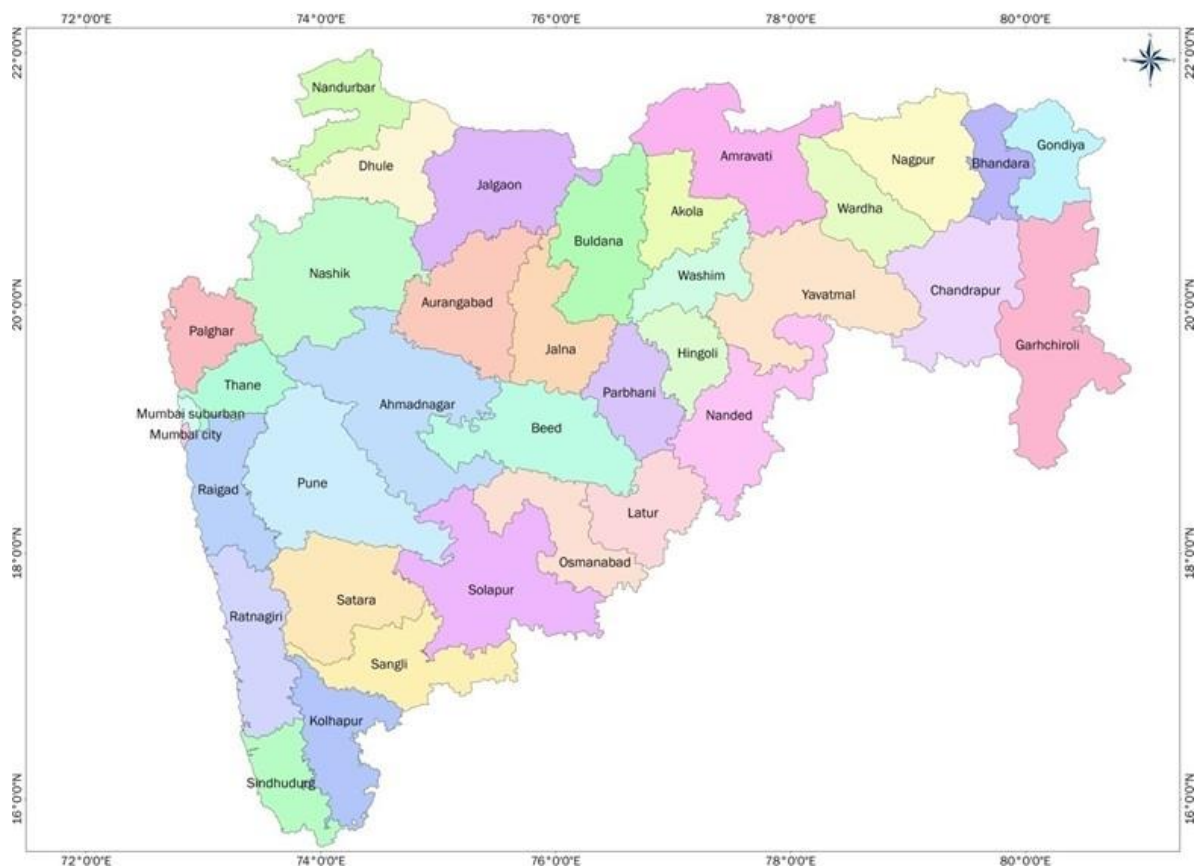 72°0'0"E 74°0'0"E 76°0'0"E 78°0'0"E 80°0'0"E
22°0'0"N
22°0'0"N
Nandurbar
Dhule
Jalgaon
Amravati
Nagpur
Bhandara
Gondiya
Akola
Wardha
Buldana
Nashik
Washim
Aurangabad
Yavatmal
Chandrapur
20°0'0"N
20°0'0"N
Palghar
Jalna
Hingoli
Garhchiroli
Thane
Parbhani
Ahmadnagar
Mumbai suburban
Nanded
Beed
Mumbai city
Raigad
Pune
Latur
18°0'0"N
18°0'0"N
Osmanabad
Solapur
Satara
Ratnagiri
Sangli
Kolhapur
Sindhudurg
16°0'0"N
16°0'0"N
72°0'0"E 74°0'0"E 76°0'0"E 78°0'0"E 80°0'0"E